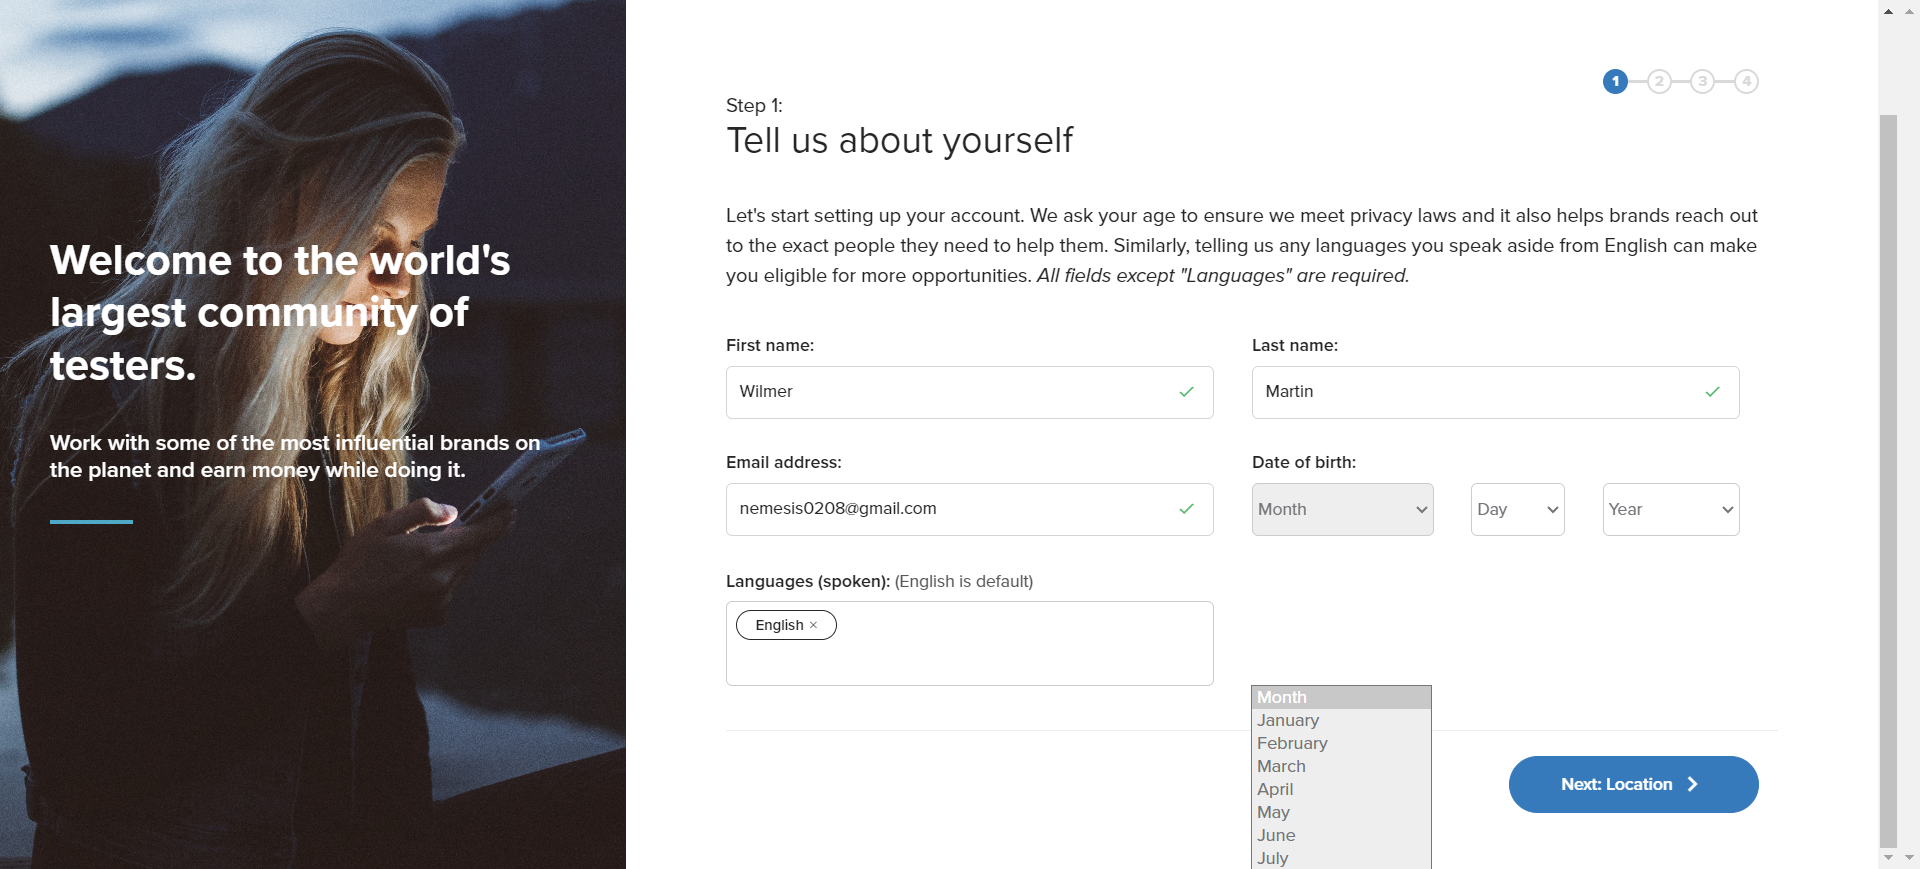 Welcome to the world's
largest community of
testers.
Work with some of the most influential brands on
the planet and earn money while doing it.
1 2 3 4
Step 1:
Tell us about yourself
Let's start setting up your account. We ask your age to ensure we meet privacy laws and it also helps brands reach out
to the exact people they need to help them. Similarly, telling us any languages you speak aside from English can make
you eligible for more opportunities. All fields except "Languages" are required.
First name:
Last name:
Wilmer
Martin
Email address:
Date of birth:
nemesis0208@gmail.com
Month
Day
Year
Languages (spoken): (English is default)
English ×
Month
January
February
March
April
May
June
July
Next: Location